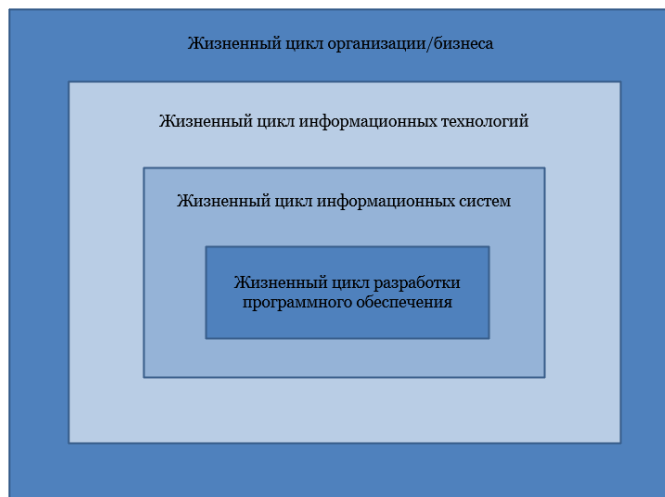 Жизненный цикл организации/бизнеса
Жизненный цикл информационных технологий
Жизненный цикл информационных систем
Жизненный цикл разработки
программного обеспечения